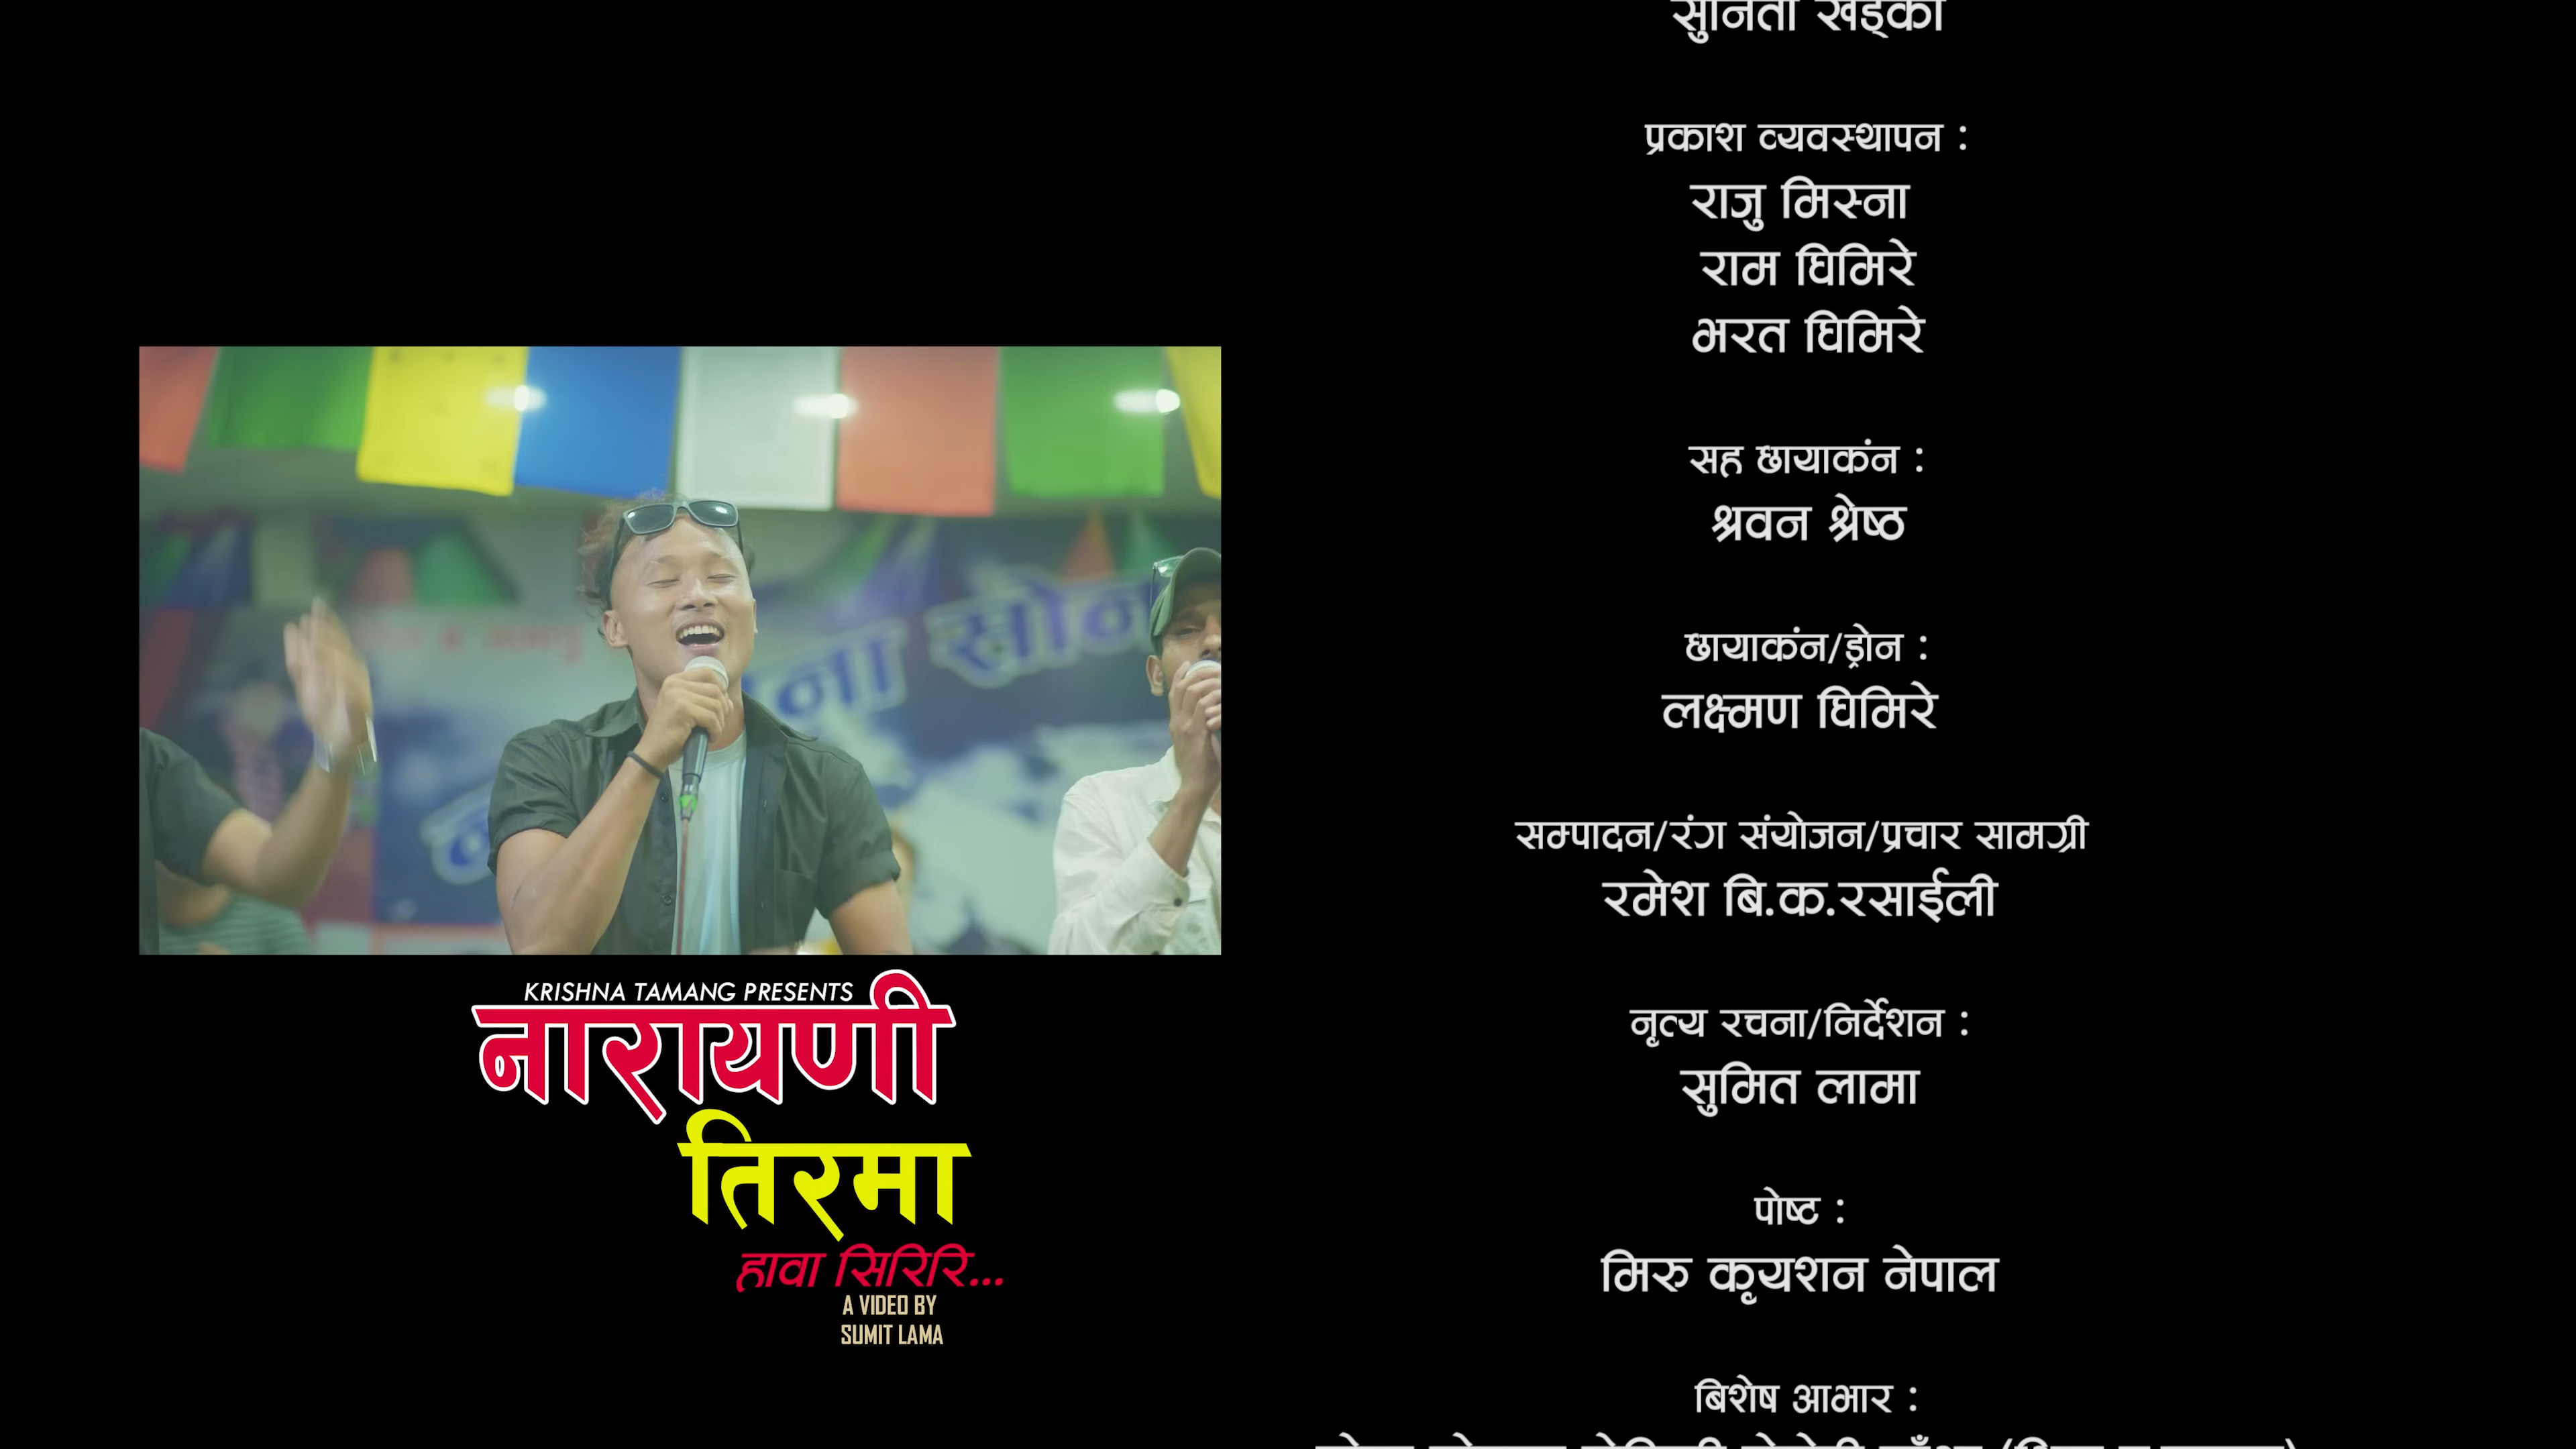 KRISHNA TAMANG PRESENTS
नारायणी
तिरमा
हावा सिरिरि...
A VIDEO BY
SUMIT LAMA
सुनिता खड्का
प्रकाश व्यवस्थापन :
राजु मिस्ना
राम घिमिरे
भरत घिमिरे
सह छायाकंन :
श्रवन श्रेष्ठ
छायाकंन/ड्रोन :
लक्ष्मण घिमिरे
सम्पादन/रंग संयोजन/प्रचार सामग्री
रमेश बि.क.रसाईली
नृत्य रचना/निर्देशन :
सुमित लामा
पोष्ट :
मिरु कृयशन नेपाल
बिशेष आभार :